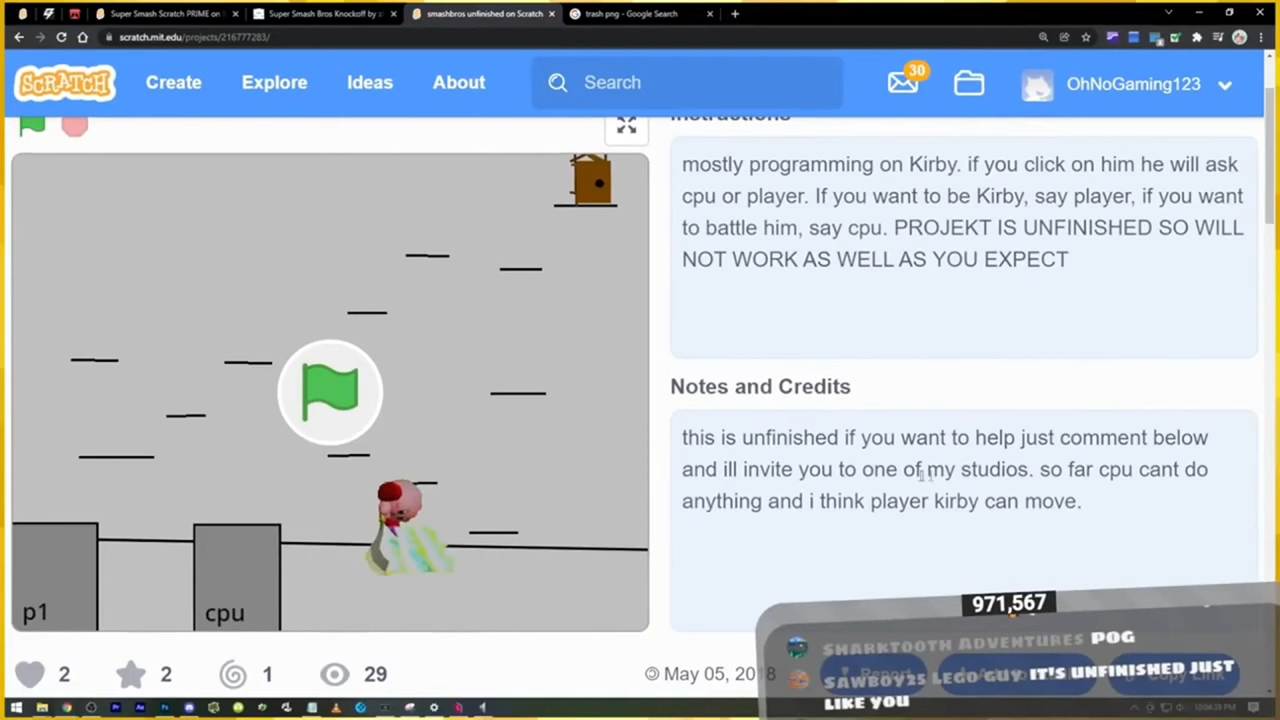 Super Smash Scratch PRIME on
Super Smash Bros Knockoff by z
smashbros unfinished on Scratch
trash png - Google Search
scratch.mit.edu/projects/216777283/
SCRATCH
Create
Explore
Ideas
About
Search
30
OhNoGaming123
Instructions
mostly programming on Kirby. if you click on him he will ask
cpu or player. If you want to be Kirby, say player, if you want
to battle him, say cpu. PROJEKT IS UNFINISHED SO WILL
NOT WORK AS WELL AS YOU EXPECT
Notes and Credits
this is unfinished if you want to help just comment below
and ill invite you to one of my studios. so far cpu cant do
anything and i think player kirby can move.
p1
cpu
2
2
1
29
© May 05, 2018
Report
Copy Link
971,567
SHARKTOOTH ADVENTURES POG
SAWBOY25 LEGO GUY IT'S UNFINISHED JUST
LIKE YOU